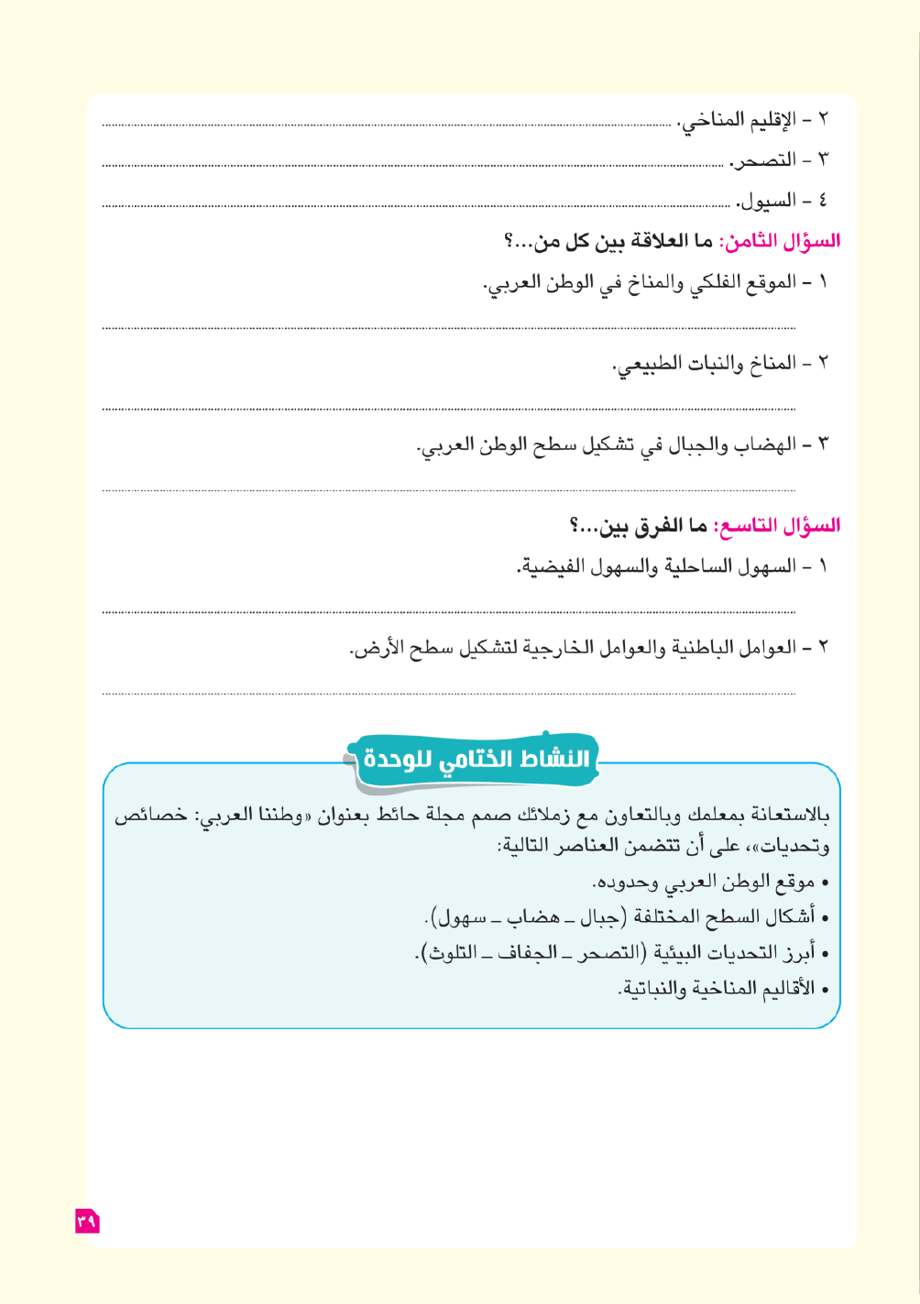 ٢ - الإقليم المناخي.
٣ - التصحر.
٤ - السيول.
السؤال الثامن: ما العلاقة بين كل من...؟
١ - الموقع الفلكي والمناخ في الوطن العربي.
٢ - المناخ والنبات الطبيعي.
٣ - الهضاب والجبال في تشكيل سطح الوطن العربي.
السؤال التاسع: ما الفرق بين...؟
١ - السهول الساحلية والسهول الفيضية.
٢ - العوامل الباطنية والعوامل الخارجية لتشكيل سطح الأرض.
النشاط الختامي للوحدة
بالاستعانة بمعلمك وبالتعاون مع زملائك صمم مجلة حائط بعنوان «وطننا العربي: خصائص
وتحديات»، على أن تتضمن العناصر التالية:
• موقع الوطن العربي وحدوده.
• أشكال السطح المختلفة (جبال ـ هضاب ـ سهول).
• أبرز التحديات البيئية (التصحر ـ الجفاف ـ التلوث).
• الأقاليم المناخية والنباتية.
٣٩